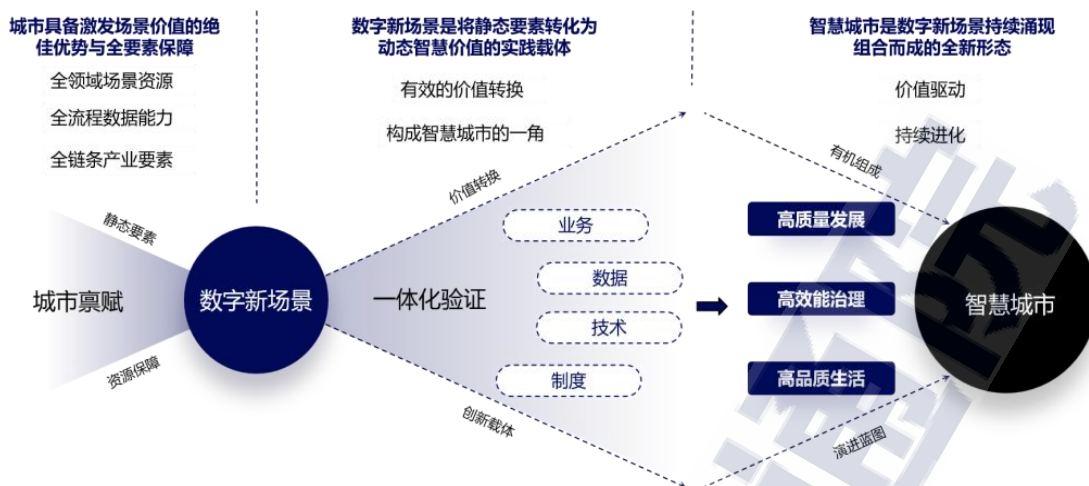 城市具备激发场景价值的绝
佳优势与全要素保障
全领域场景资源
全流程数据能力
全链条产业要素
数字新场景是将静态要素转化为
动态智慧价值的实践载体
有效的价值转换
构成智慧城市的一角
智慧城市是数字新场景持续涌现
组合而成的全新形态
价值驱动
持续进化
静态要素
城市禀赋
资源保障
数字新场景
价值转换
一体化验证
创新载体
业务
数据
技术
制度
高质量发展
高效能治理
高品质生活
有机组成
智慧城市
演进蓝图